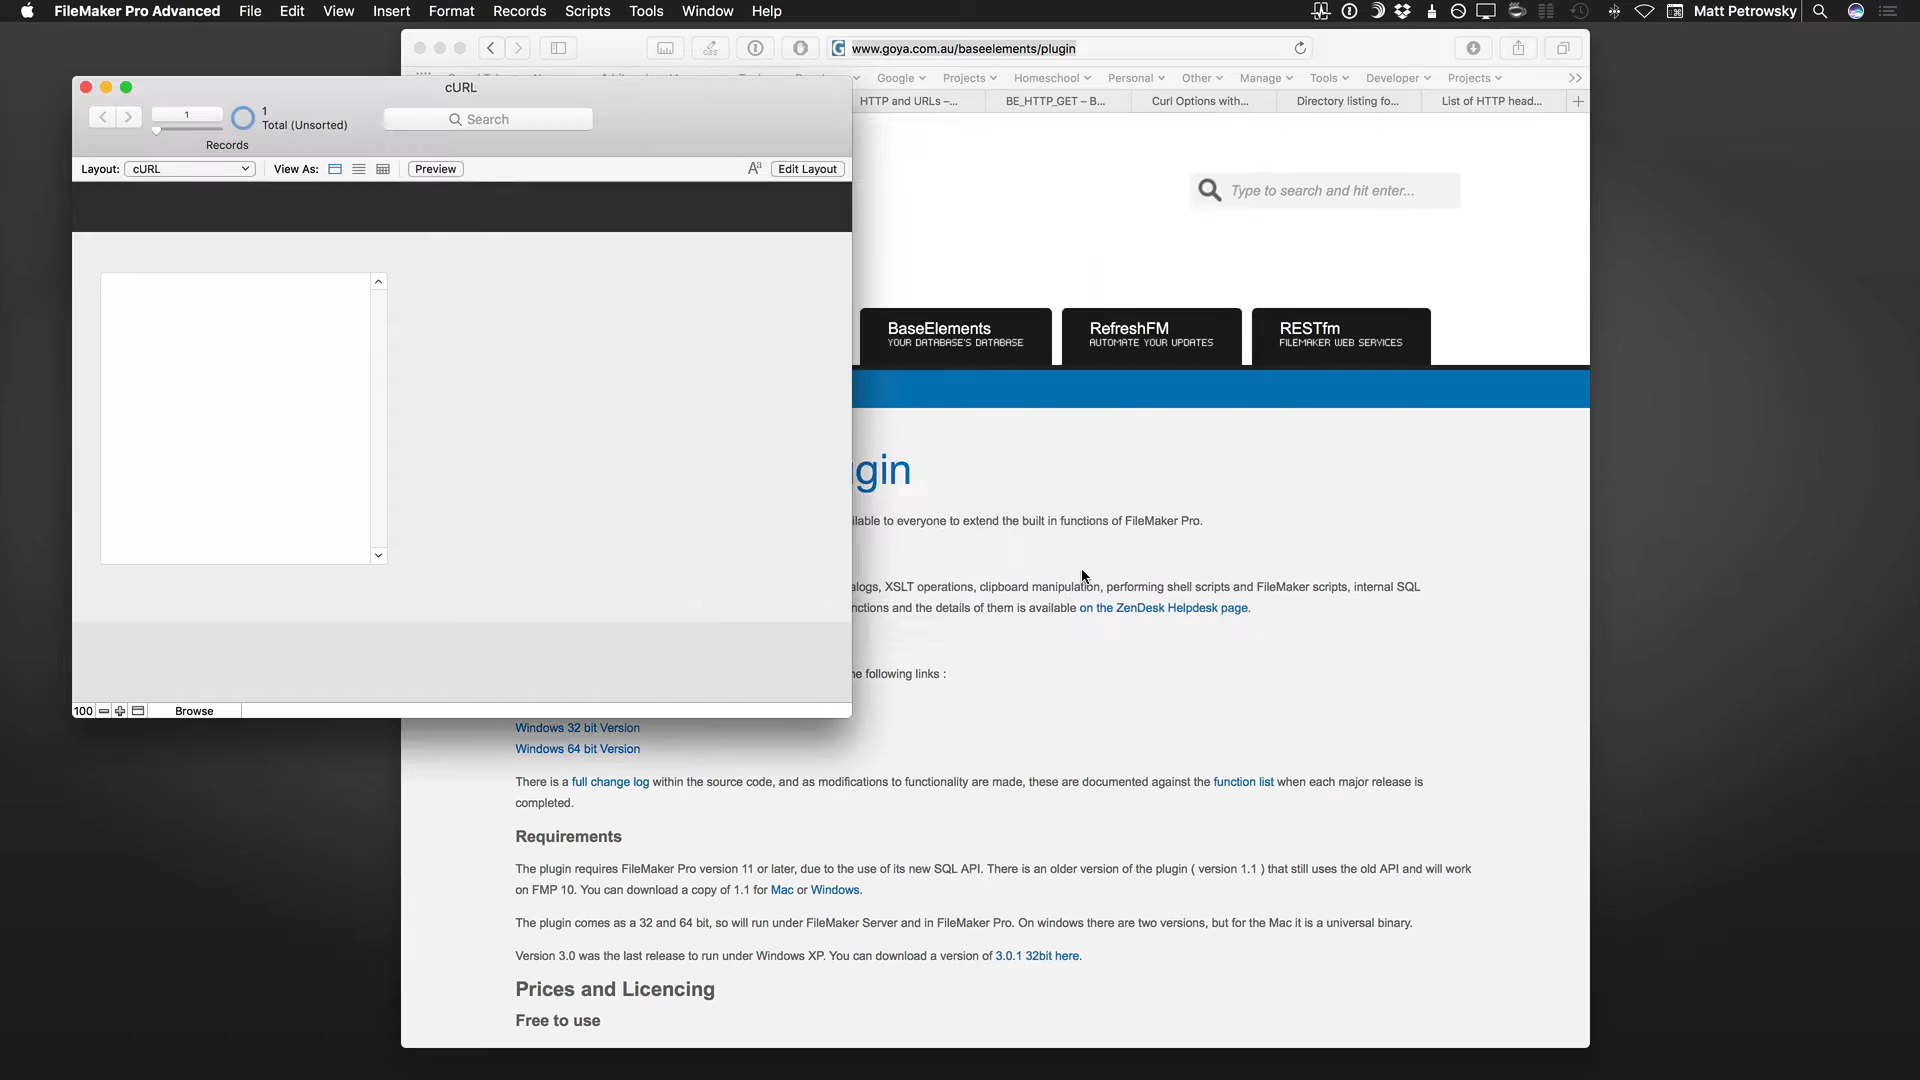 FileMaker Pro Advanced File Edit View Insert Format Records Scripts Tools Window Help Matt Petrowsky
www.goya.com.au/baseelements/plugin
Google Projects Homeschool Personal Other Manage Tools Developer Projects
HTTP and URLs –... BE_HTTP_GET – B... Curl Options with... Directory listing fo... List of HTTP head...
cURL
1
1
Total (Unsorted)
Search
Records
Layout: cURL View As: Preview Aa Edit Layout
100 Browse
Type to search and hit enter...
BaseElements
YOUR DATABASE'S DATABASE
RefreshFM
AUTOMATE YOUR UPDATES
RESTfm
FILEMAKER WEB SERVICES
gin
ilable to everyone to extend the built in functions of FileMaker Pro.
alogs, XSLT operations, clipboard manipulation, performing shell scripts and FileMaker scripts, internal SQL
nctions and the details of them is available on the ZenDesk Helpdesk page.
he following links :
Windows 32 bit Version
Windows 64 bit Version
There is a full change log within the source code, and as modifications to functionality are made, these are documented against the function list when each major release is
completed.
Requirements
The plugin requires FileMaker Pro version 11 or later, due to the use of its new SQL API. There is an older version of the plugin ( version 1.1 ) that still uses the old API and will work
on FMP 10. You can download a copy of 1.1 for Mac or Windows.
The plugin comes as a 32 and 64 bit, so will run under FileMaker Server and in FileMaker Pro. On windows there are two versions, but for the Mac it is a universal binary.
Version 3.0 was the last release to run under Windows XP. You can download a version of 3.0.1 32bit here.
Prices and Licencing
Free to use